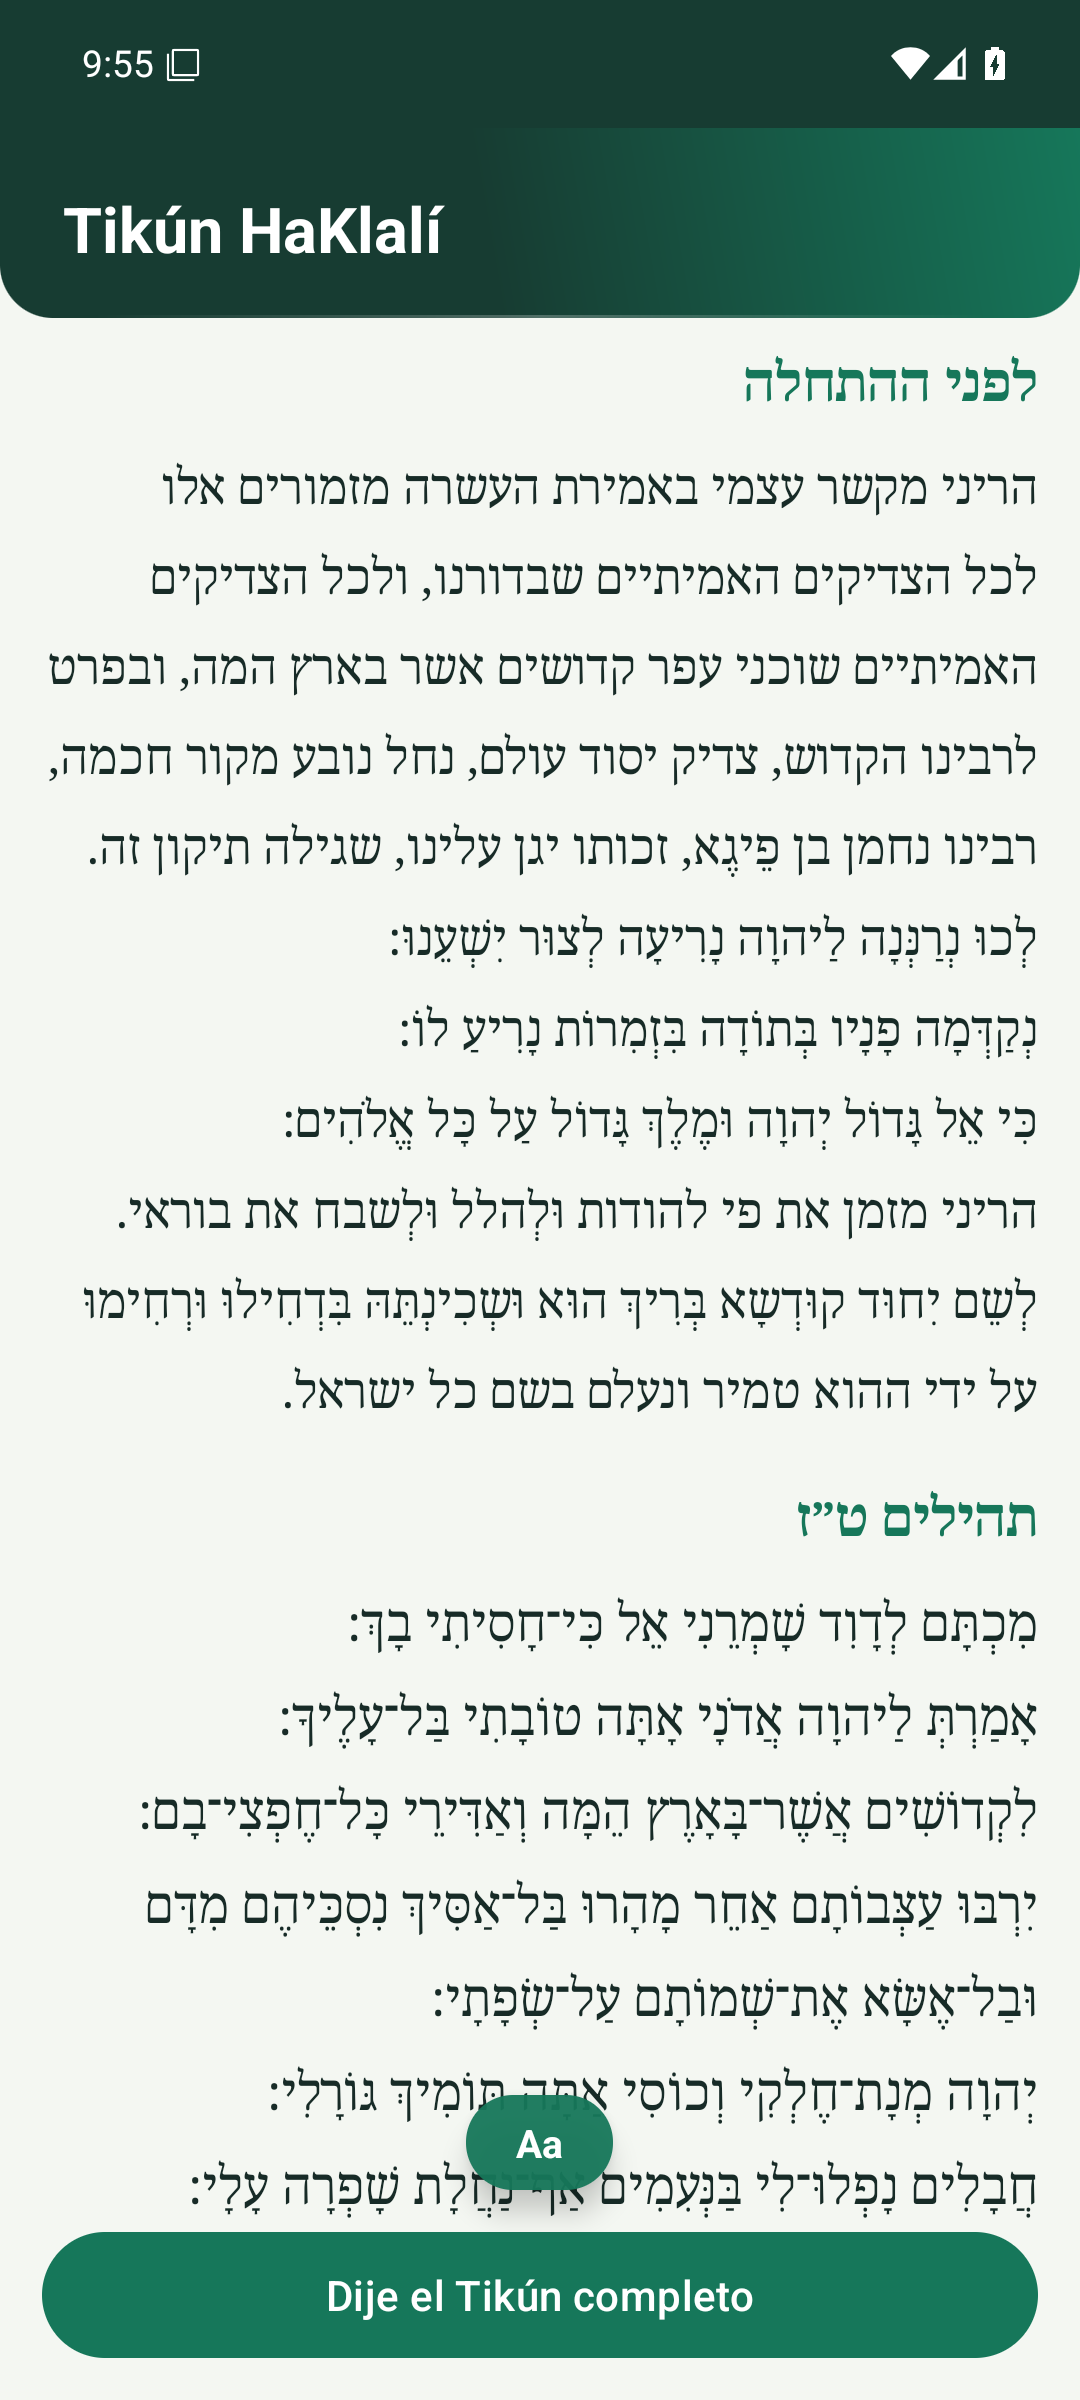 9:55
Tikún HaKlalí
לפני ההתחלה
הריני מקשר עצמי באמירת העשרה מזמורים אלו
לכל הצדיקים האמיתיים שבדורנו, ולכל הצדיקים
האמיתיים שוכני עפר קדושים אשר בארץ המה, ובפרט
לרבינו הקדוש, צדיק יסוד עולם, נחל נובע מקור חכמה,
רבינו נחמן בן פֵיגֶא, זכותו יגן עלינו, שגילה תיקון זה.
לְכוּ נְרַנְּנָה לַיהוָה נָרִיעָה לְצוּר יִשְׁעֵנוּ:
נְקַדְּמָה פָנָיו בְּתוֹדָה בִּזְמִרוֹת נָרִיעַ לוֹ:
כִּי אֵל גָּדוֹל יְהוָה וּמֶלֶךְ גָּדוֹל עַל כָּל אֱלֹהִים:
הריני מזמן את פי להודות וּלְהלל וּלְשבח את בוראי.
לְשֵׁם יִחוּד קוּדְשָׁא בְּרִיךְ הוּא וּשְׁכִינְתֵּהּ בִּדְחִילוּ וּרְחִימוּ
על ידי ההוא טמיר ונעלם בשם כל ישראל.
תהילים ט״ז
מִכְתָּם לְדָוִד שָׁמְרֵנִי אֵל כִּי־חָסִיתִי בָךְ:
אָמַרְתְּ לַיהוָה אֲדֹנָי אָתָּה טוֹבָתִי בַּל־עָלֶיךָ:
לִקְדוֹשִׁים אֲשֶׁר־בָּאָרֶץ הֵמָּה וְאַדִּירֵי כָּל־חֶפְצִי־בָם:
יִרְבּוּ עַצְּבוֹתָם אַחֵר מָהָרוּ בַּל־אַסִּיךְ נִסְכֵּיהֶם מִדָּם
וּבַל־אֶשָּׂא אֶת־שְׁמוֹתָם עַל־שְׂפָתָי:
יְהוָה מְנָת־חֶלְקִי וְכוֹסִי אַתָּה תּוֹמִיךְ גּוֹרָלִי:
חֲבָלִים נָפְלוּ־לִי בַּנְּעִמִים אַף־נַחֲלָת שָׁפְרָה עָלָי:
Aa
Dije el Tikún completo